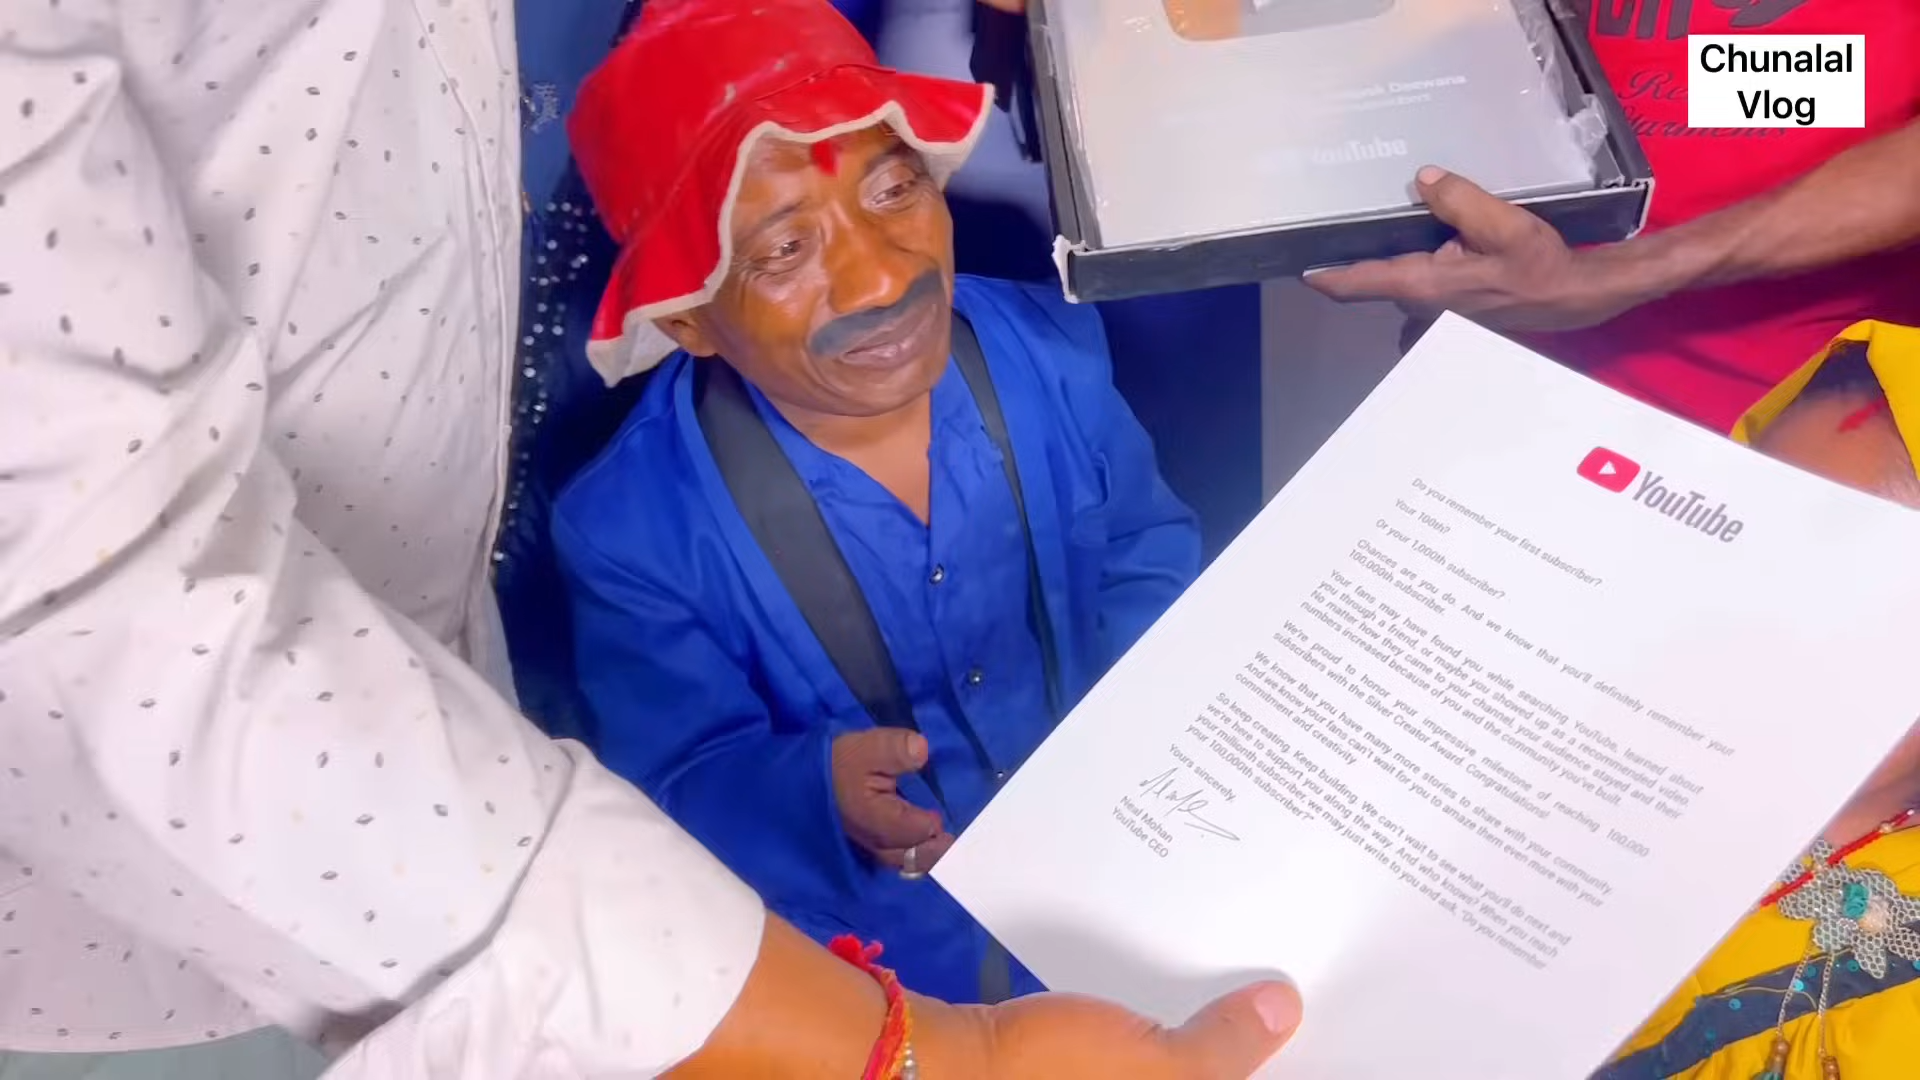 Chunalal
Vlog
Deewana
YouTube
YouTube
Do you remember your first subscriber?
Your 100th?
Or your 1,000th subscriber?
Chances are you do. And we know that you'll definitely remember your
100,000th subscriber.
Your fans may have found you while searching YouTube, learned about
you through a friend, or maybe you showed up as a recommended video.
No matter how they came to your channel, your audience stayed and their
numbers increased because of you and the community you've built.
We're proud to honor your impressive milestone of reaching 100,000
subscribers with the Silver Creator Award. Congratulations!
We know that you have many more stories to share with your community.
And we know your fans can't wait for you to amaze them even more with your
commitment and creativity.
So keep creating. Keep building. We can't wait to see what you'll do next and
we're here to support you along the way. And who knows? When you reach
your millionth subscriber, we may just write to you and ask, "Do you remember
your 100,000th subscriber?"
Yours sincerely,
Neal Mohan
YouTube CEO